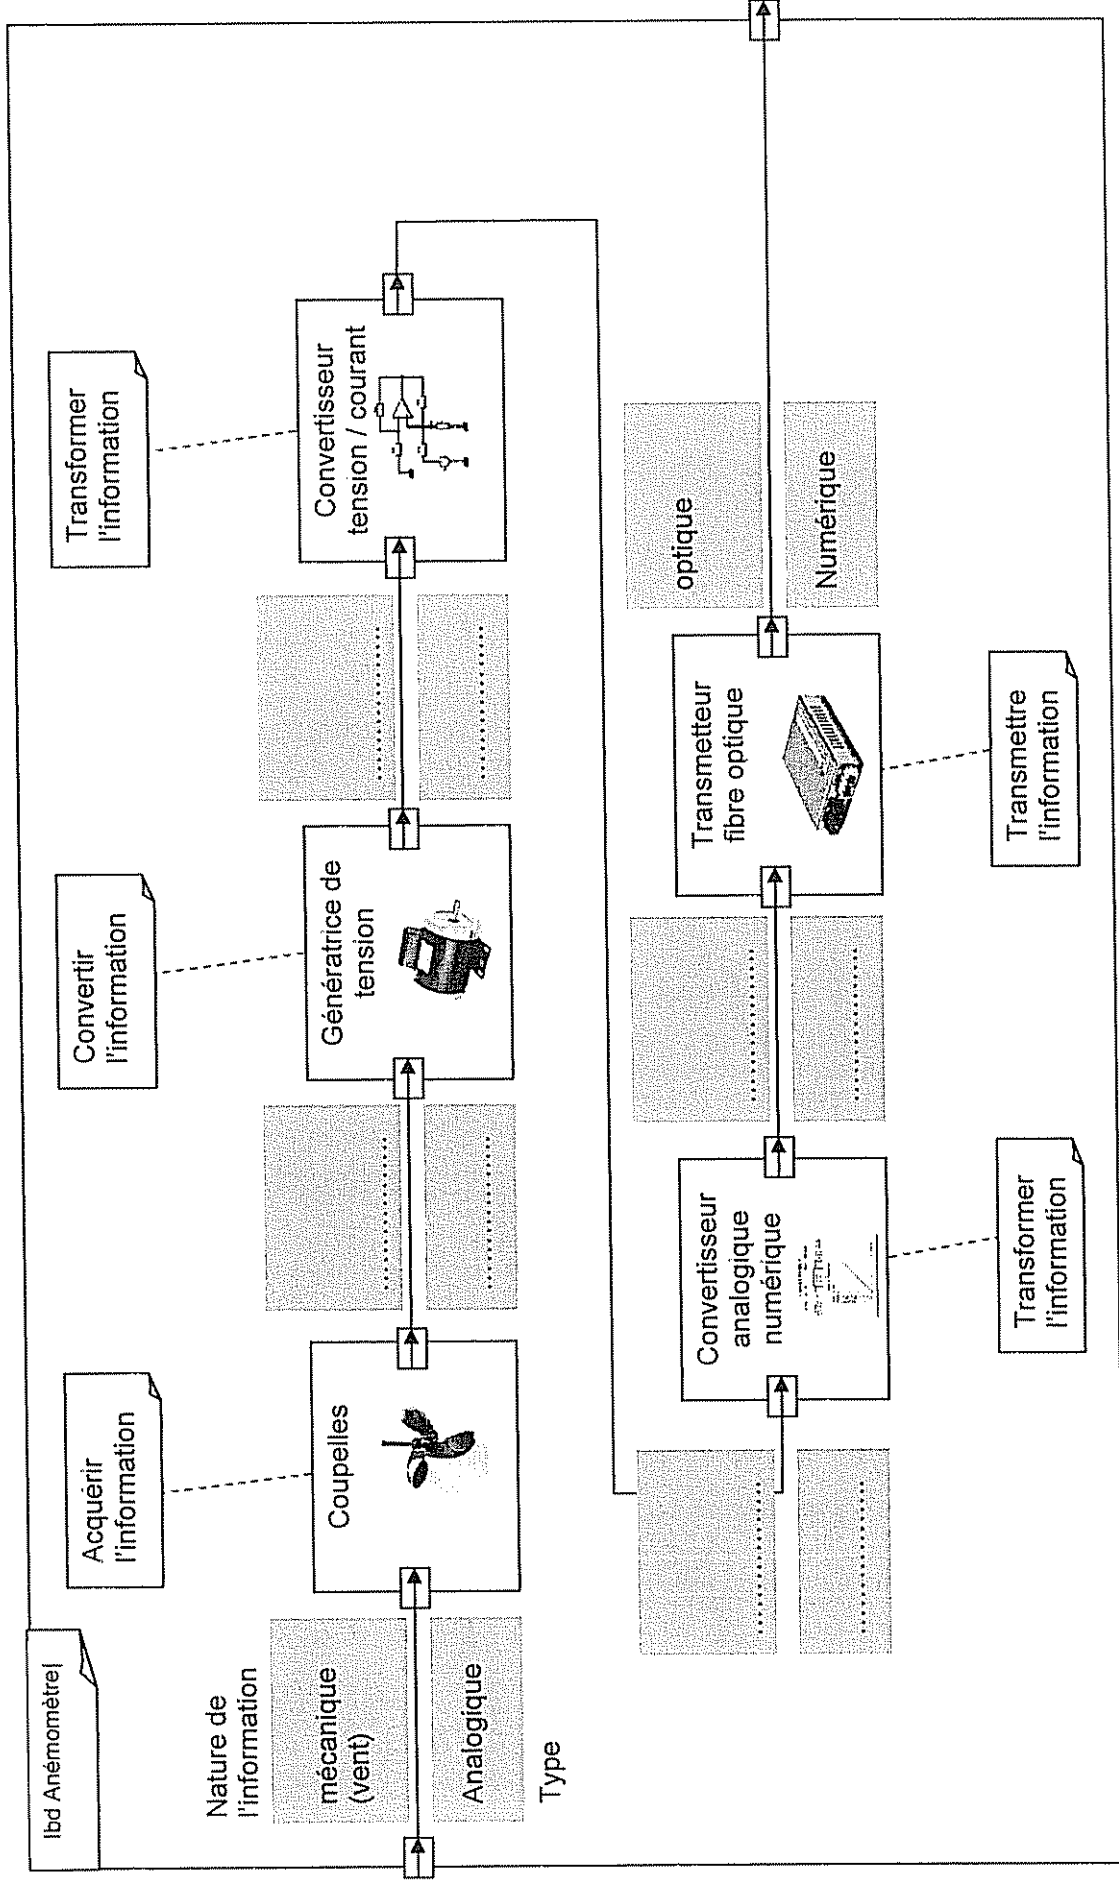 Ibd Anémomètre
Acquérir
l'information
Convertir
l'information
Transformer
l'information
Nature de
l'information
mécanique
(vent)
Analogique
Type
Coupelles
....................
....................
Génératrice de
tension
....................
....................
Convertisseur
tension / courant
....................
....................
Convertisseur
analogique
numérique
....................
....................
Transmetteur
fibre optique
optique
Numérique
Transformer
l'information
Transmettre
l'information